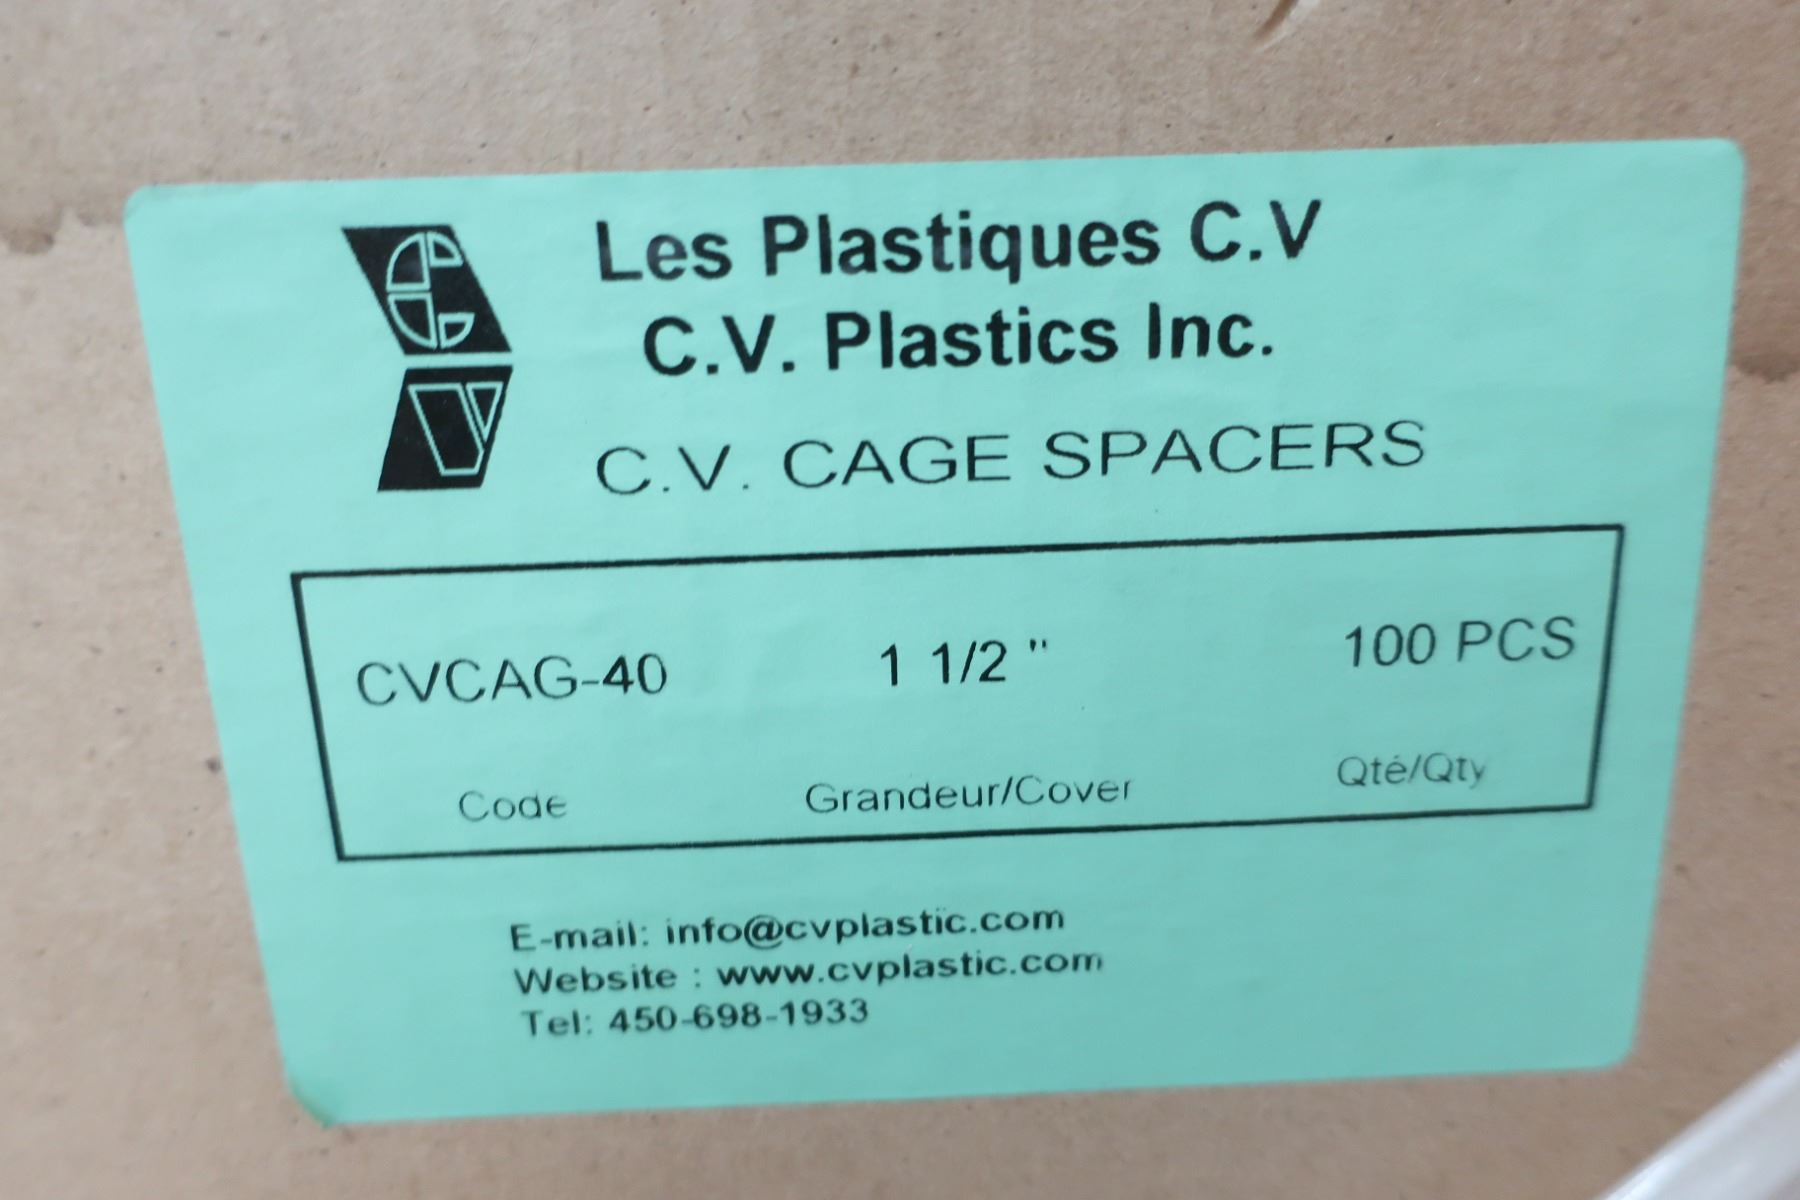 Les Plastiques C.V
C.V. Plastics Inc.
C.V. CAGE SPACERS
CVCAG-40 1 1/2 " 100 PCS
Code Grandeur/Cover Qté/Qty
E-mail: info@cvplastic.com
Website : www.cvplastic.com
Tel: 450-698-1933